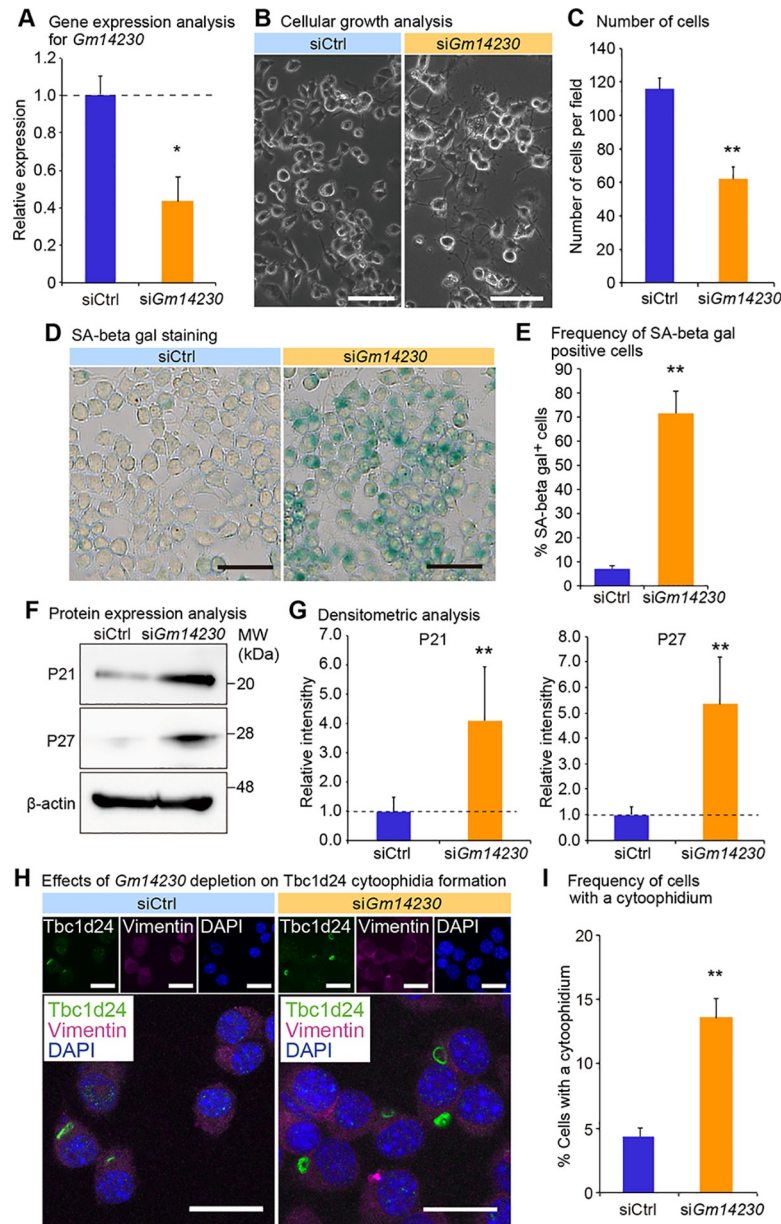 A Gene expression analysis
for Gm14230
Relative expression
1.2
1.0
0.8
0.6
0.4
0.2
0
*
siCtrl
siGm14230
B Cellular growth analysis
siCtrl
siGm14230
C Number of cells
Number of cells per field
140
120
100
80
60
40
20
0
**
siCtrl
siGm14230
D SA-beta gal staining
siCtrl
siGm14230
E Frequency of SA-beta gal
positive cells
% SA-beta gal+ cells
90
80
70
60
50
40
30
20
10
0
**
siCtrl
siGm14230
F Protein expression analysis
siCtrl siGm14230 MW
(kDa)
P21
20
P27
28
48
β-actin
G Densitometric analysis
P21
Relative intensithy
7.0
6.0
5.0
4.0
3.0
2.0
1.0
0.0
**
siCtrl
siGm14230
P27
Relative intensithy
8.0
7.0
6.0
5.0
4.0
3.0
2.0
1.0
0.0
**
siCtrl
siGm14230
H Effects of Gm14230 depletion on Tbc1d24 cytoophidia formation
siCtrl
siGm14230
Tbc1d24 Vimentin DAPI
Tbc1d24 Vimentin DAPI
Tbc1d24
Vimentin
DAPI
Tbc1d24
Vimentin
DAPI
I Frequency of cells
with a cytoophidium
% Cells with a cytoophidium
20
15
10
5
0
**
siCtrl
siGm14230